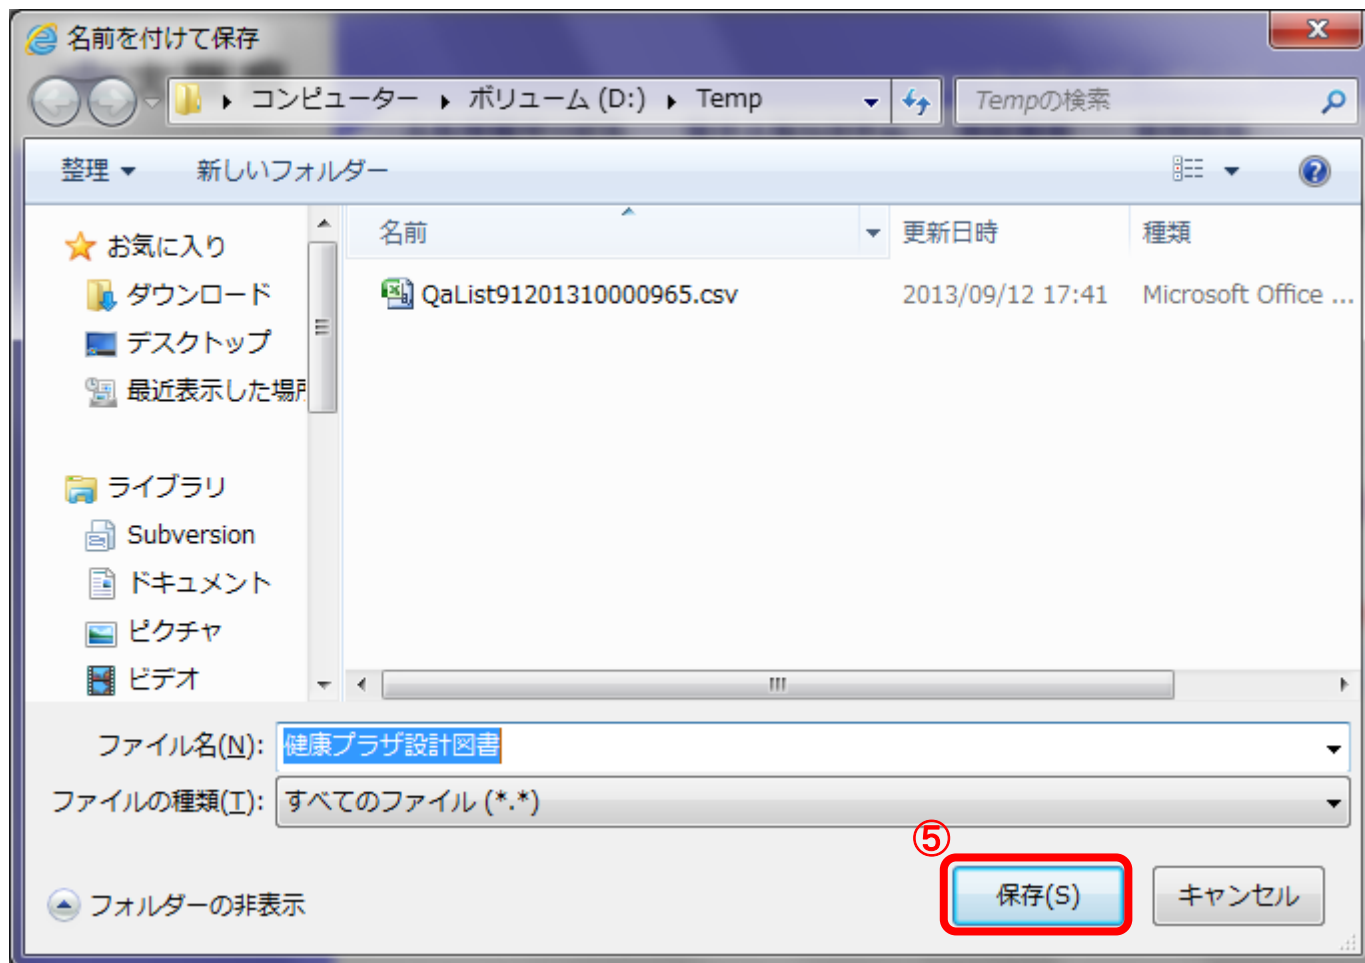 名前を付けて保存
コンピューター ▸ ボリューム (D:) ▸ Temp
Tempの検索
整理 新しいフォルダー
お気に入り
ダウンロード
デスクトップ
最近表示した場所
ライブラリ
Subversion
ドキュメント
ピクチャ
ビデオ
名前 更新日時 種類
QaList91201310000965.csv 2013/09/12 17:41 Microsoft Office ...
ファイル名(N): 健康プラザ設計図書
ファイルの種類(T): すべてのファイル (*.*)
⑤
フォルダーの非表示 保存(S) キャンセル